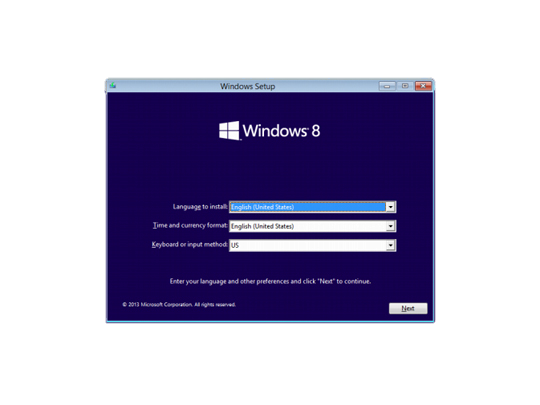 Windows Setup
Windows 8
Language to install: English (United States)
Time and currency format: English (United States)
Keyboard or input method: US
Enter your language and other preferences and click "Next" to continue.
© 2013 Microsoft Corporation. All rights reserved.
Next